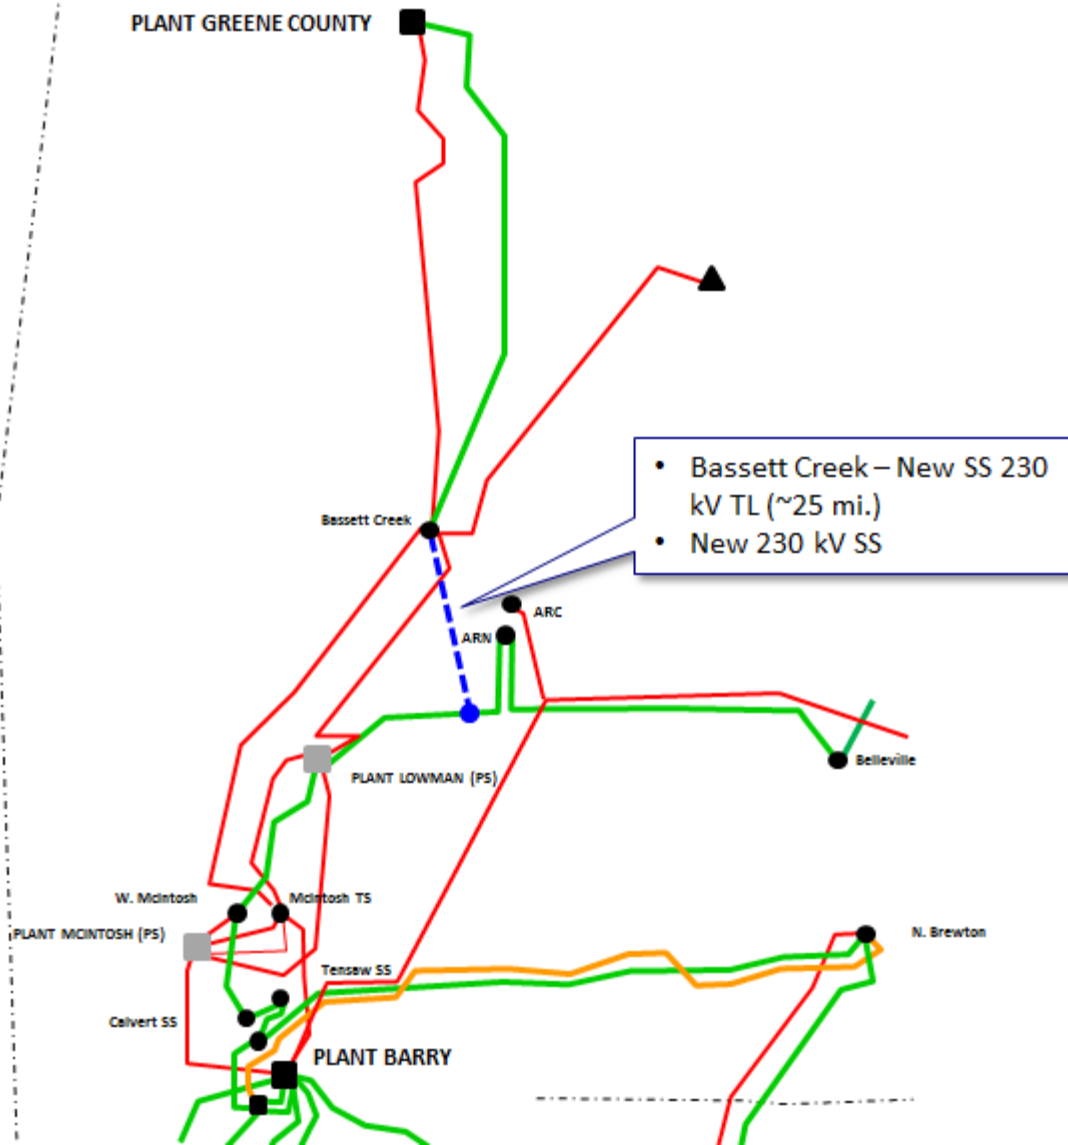 PLANT GREENE COUNTY
• Bassett Creek – New SS 230
kV TL (~25 mi.)
• New 230 kV SS
Bassett Creek
ARC
ARN
Belleville
PLANT LOWMAN (PS)
W. McIntosh
McIntosh TS
PLANT MCINTOSH (PS)
N. Brewton
Tensaw SS
Calvert SS
PLANT BARRY